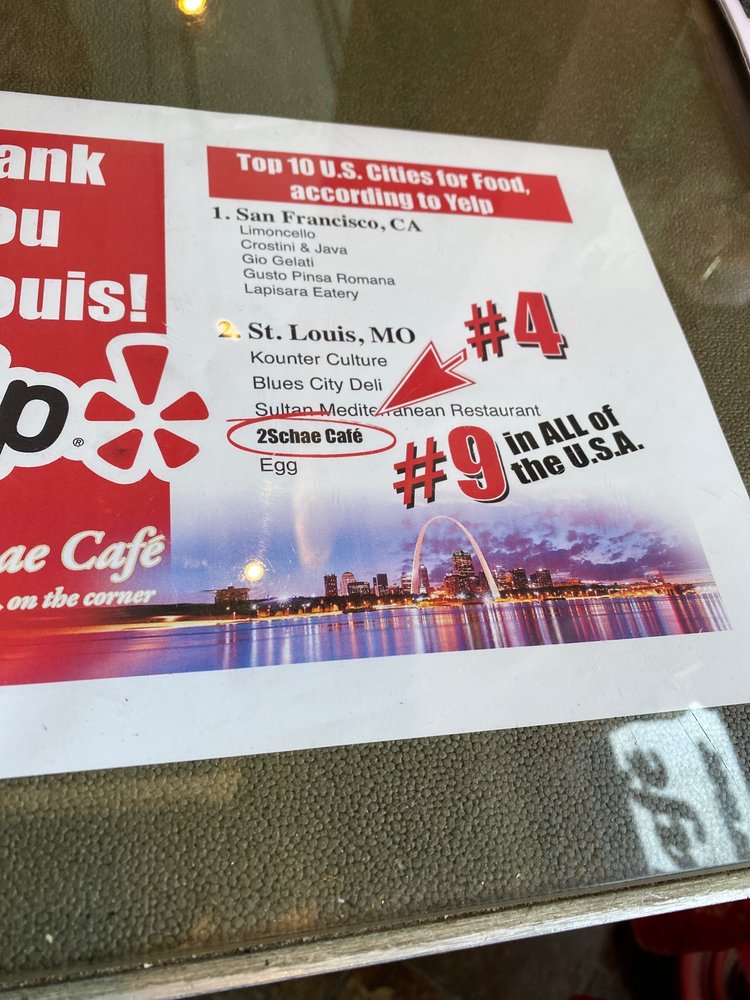 ank
ou
ouis!
p®
ae Café
on the corner
Top 10 U.S. Cities for Food,
according to Yelp
1. San Francisco, CA
Limoncello
Crostini & Java
Gio Gelati
Gusto Pinsa Romana
Lapisara Eatery
2. St. Louis, MO
#4
Kounter Culture
Blues City Deli
Sultan Mediterranean Restaurant
2Schae Café
Egg
#9 in ALL of
the U.S.A.